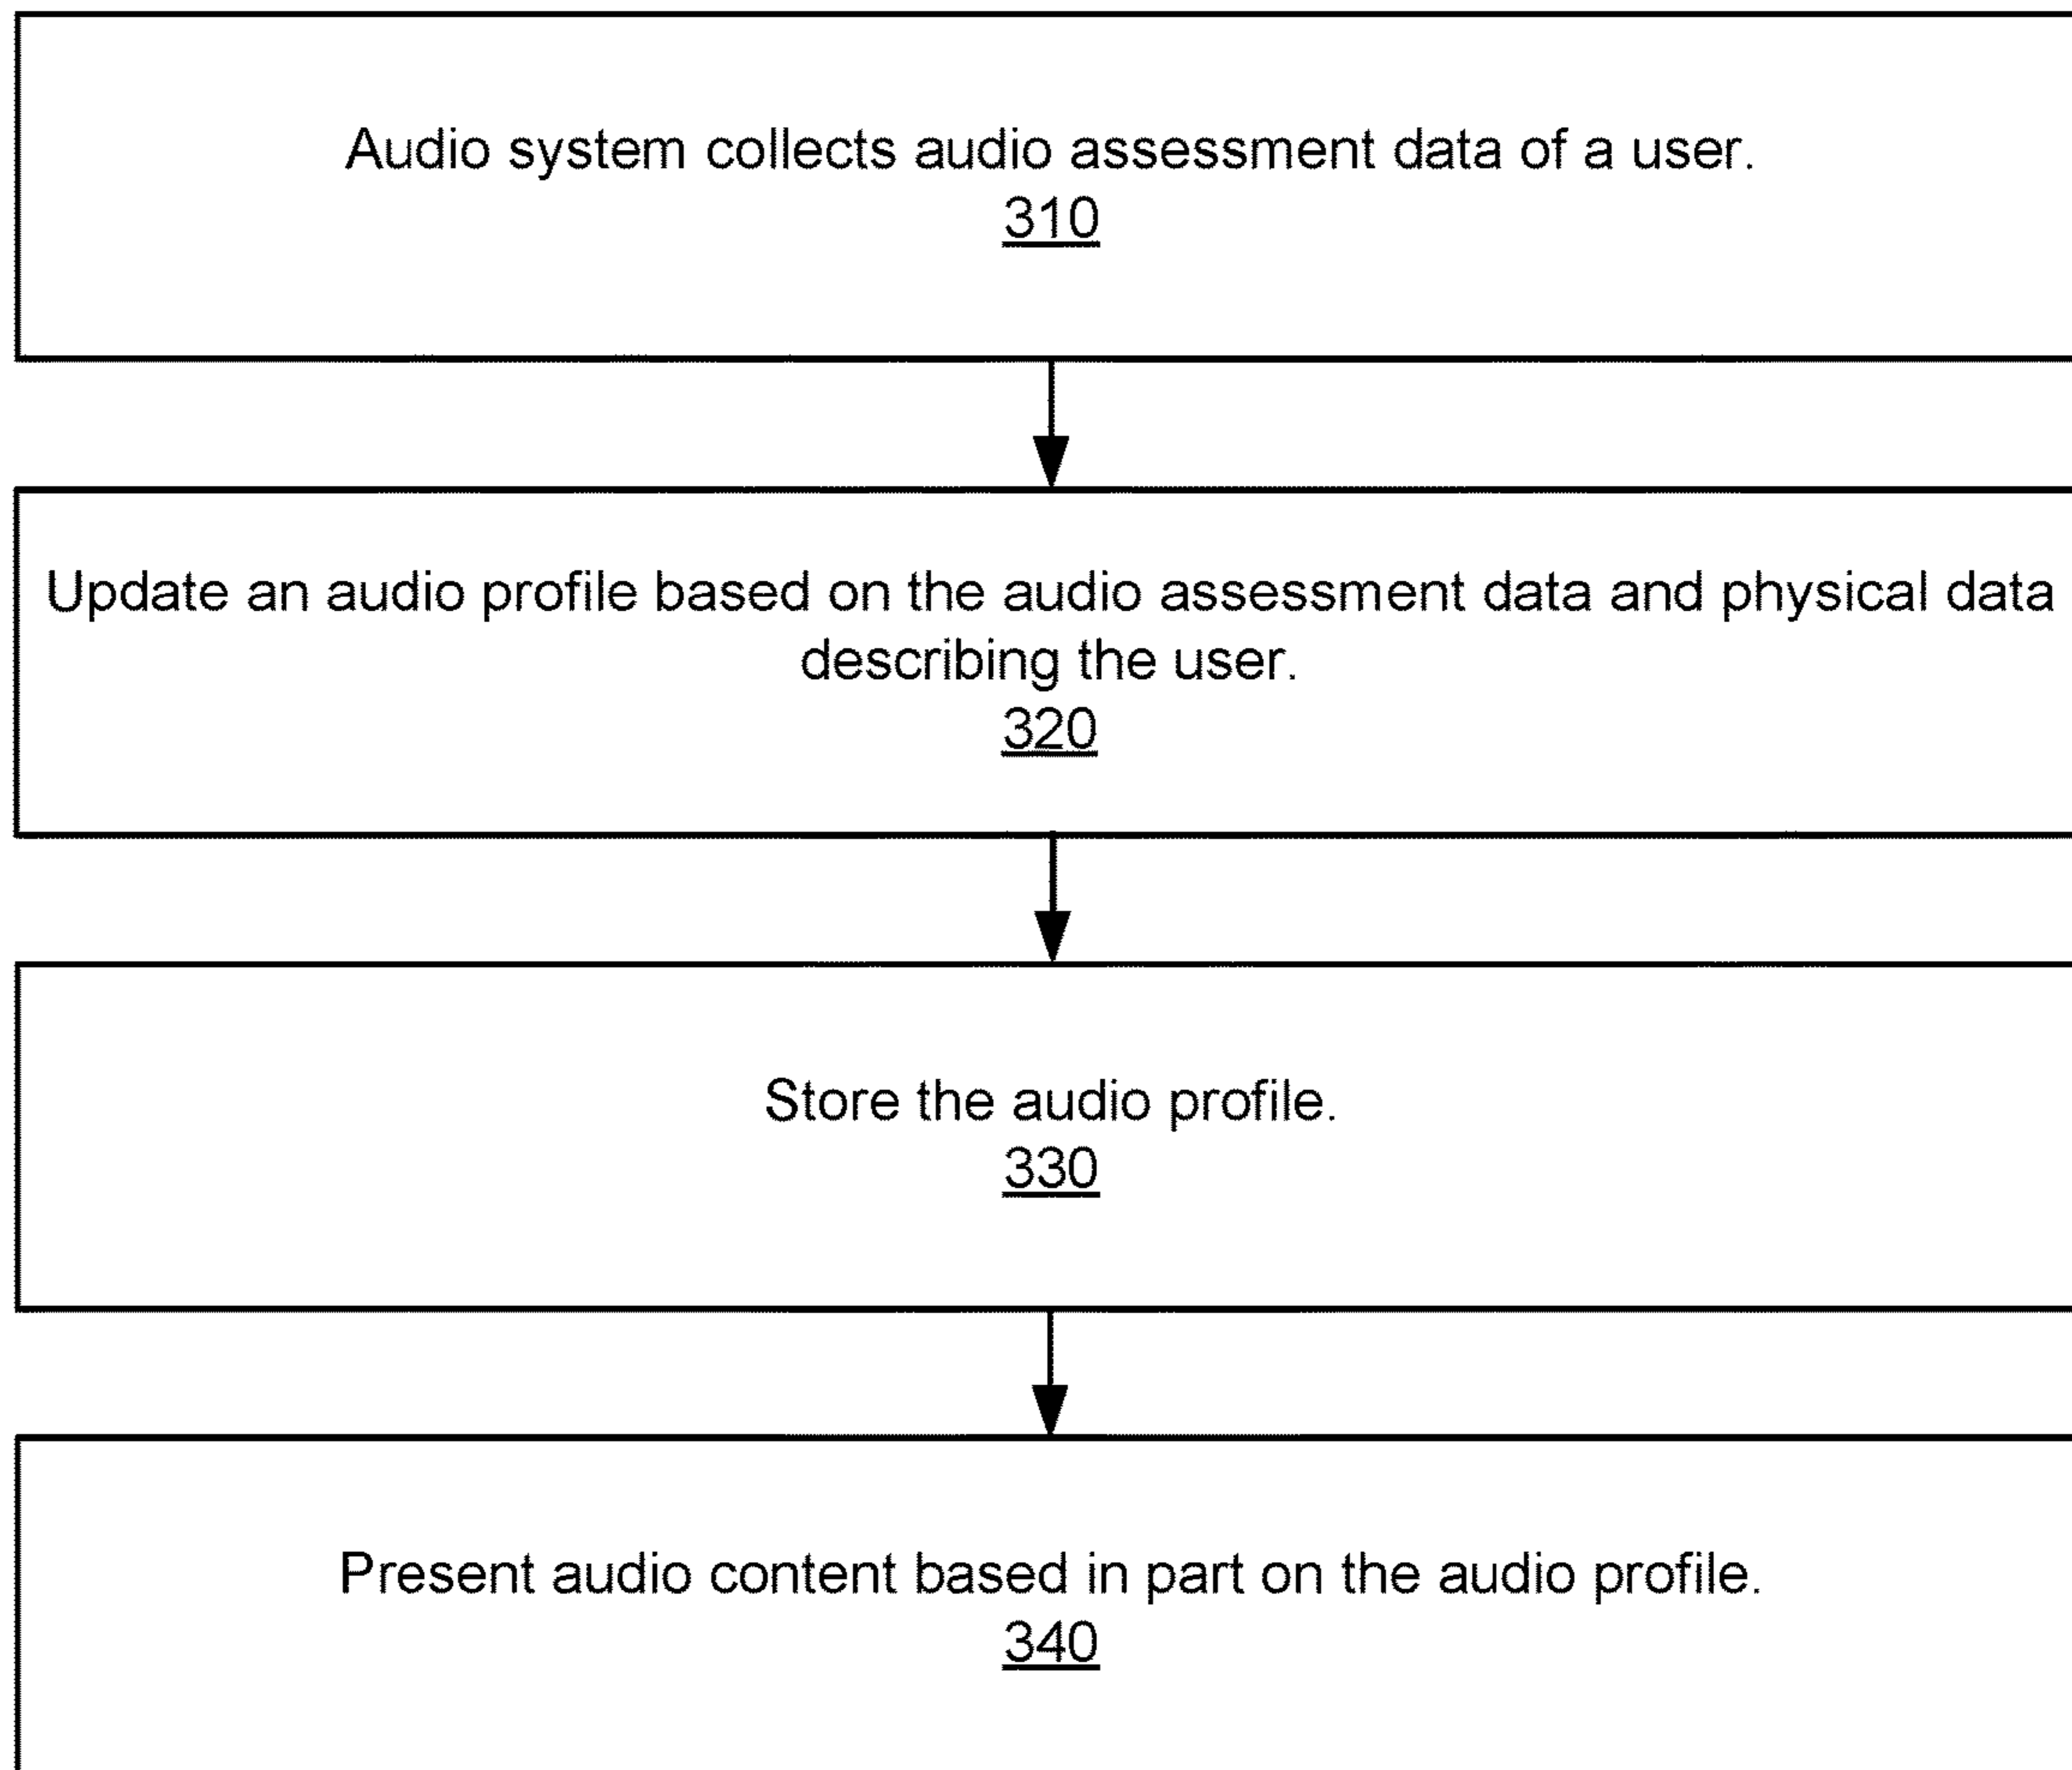 Audio system collects audio assessment data of a user.
310
Update an audio profile based on the audio assessment data and physical data
describing the user.
320
Store the audio profile.
330
Present audio content based in part on the audio profile.
340